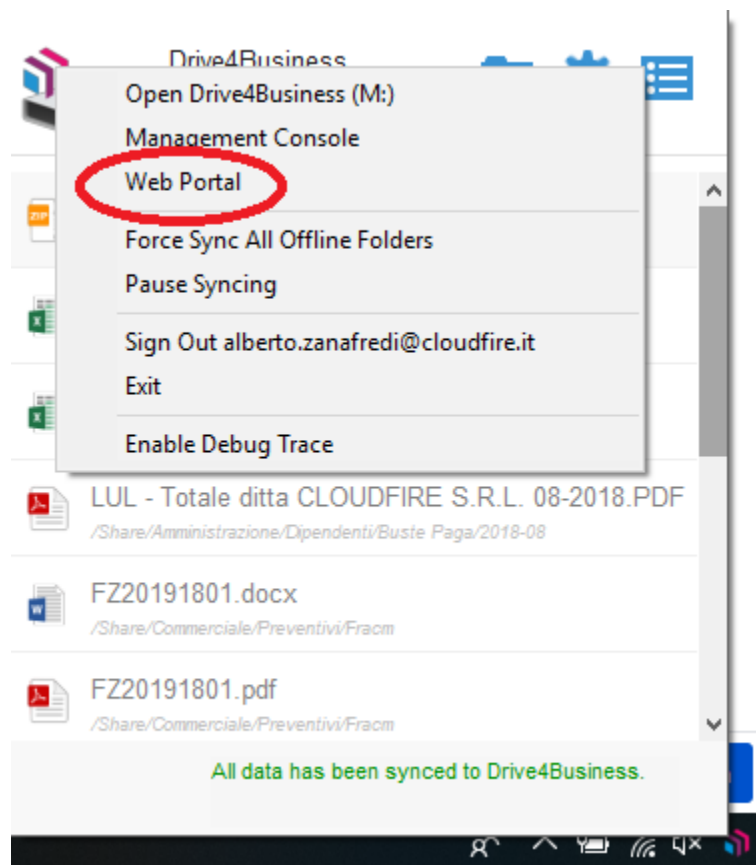 Drive4Business
Open Drive4Business (M:)
Management Console
Web Portal
Force Sync All Offline Folders
Pause Syncing
Sign Out alberto.zanafredi@cloudfire.it
Exit
Enable Debug Trace
ZIP
LUL - Totale ditta CLOUDFIRE S.R.L. 08-2018.PDF
/Share/Amministrazione/Dipendenti/Buste Paga/2018-08
FZ20191801.docx
/Share/Commerciale/Preventivi/Fracm
FZ20191801.pdf
/Share/Commerciale/Preventivi/Fracm
All data has been synced to Drive4Business.